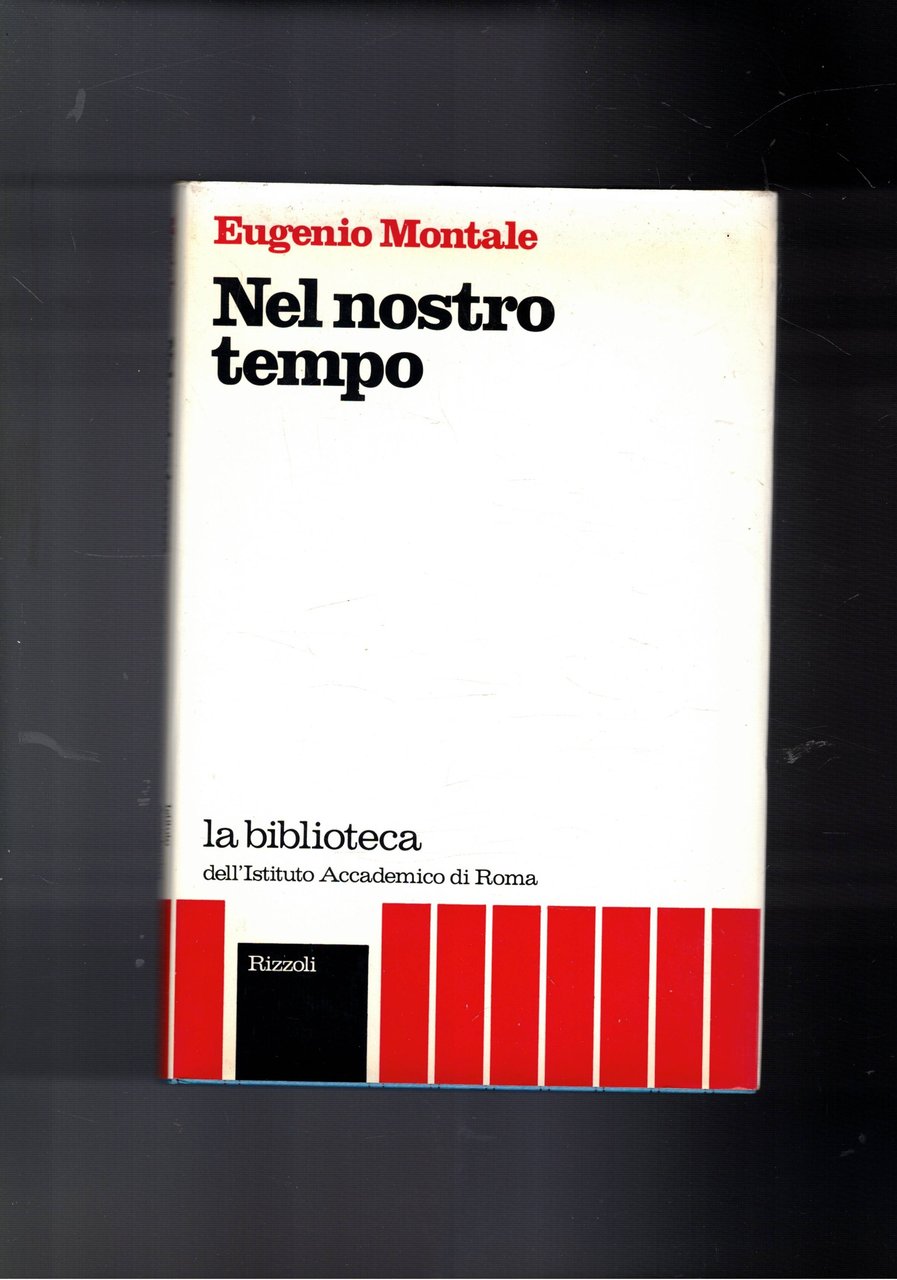 Eugenio Montale
Nel nostro
tempo
la biblioteca
dell'Istituto Accademico di Roma
Rizzoli